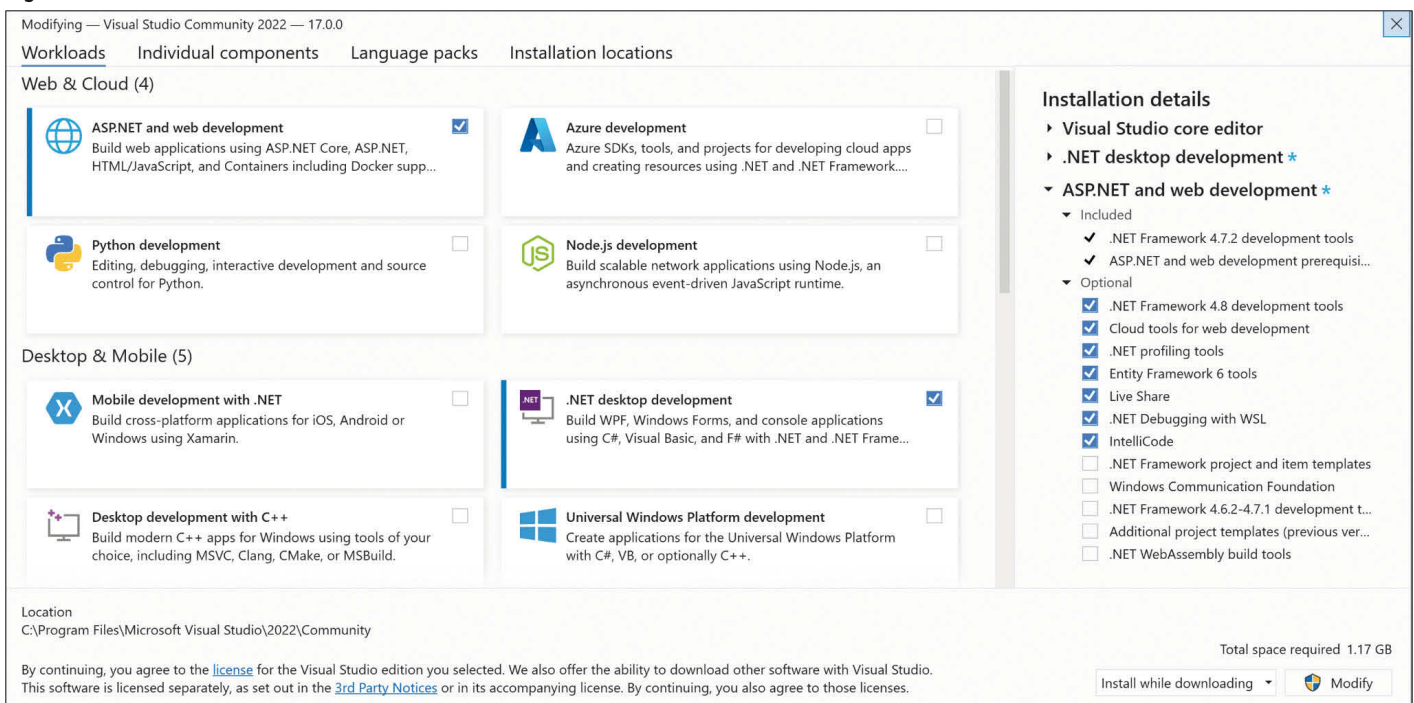 Modifying — Visual Studio Community 2022 — 17.0.0
Workloads Individual components Language packs Installation locations
Web & Cloud (4)
ASP.NET and web development
Build web applications using ASP.NET Core, ASP.NET,
HTML/JavaScript, and Containers including Docker supp...
Azure development
Azure SDKs, tools, and projects for developing cloud apps
and creating resources using .NET and .NET Framework....
Python development
Editing, debugging, interactive development and source
control for Python.
Node.js development
Build scalable network applications using Node.js, an
asynchronous event-driven JavaScript runtime.
Desktop & Mobile (5)
Mobile development with .NET
Build cross-platform applications for iOS, Android or
Windows using Xamarin.
.NET
.NET desktop development
Build WPF, Windows Forms, and console applications
using C#, Visual Basic, and F# with .NET and .NET Frame...
Desktop development with C++
Build modern C++ apps for Windows using tools of your
choice, including MSVC, Clang, CMake, or MSBuild.
Universal Windows Platform development
Create applications for the Universal Windows Platform
with C#, VB, or optionally C++.
Installation details
Visual Studio core editor
.NET desktop development *
ASP.NET and web development *
Included
.NET Framework 4.7.2 development tools
ASP.NET and web development prerequisi...
Optional
.NET Framework 4.8 development tools
Cloud tools for web development
.NET profiling tools
Entity Framework 6 tools
Live Share
.NET Debugging with WSL
IntelliCode
.NET Framework project and item templates
Windows Communication Foundation
.NET Framework 4.6.2-4.7.1 development t...
Additional project templates (previous ver...
.NET WebAssembly build tools
Location
C:\Program Files\Microsoft Visual Studio\2022\Community
By continuing, you agree to the license for the Visual Studio edition you selected. We also offer the ability to download other software with Visual Studio.
This software is licensed separately, as set out in the 3rd Party Notices or in its accompanying license. By continuing, you also agree to those licenses.
Total space required 1.17 GB
Install while downloading
Modify